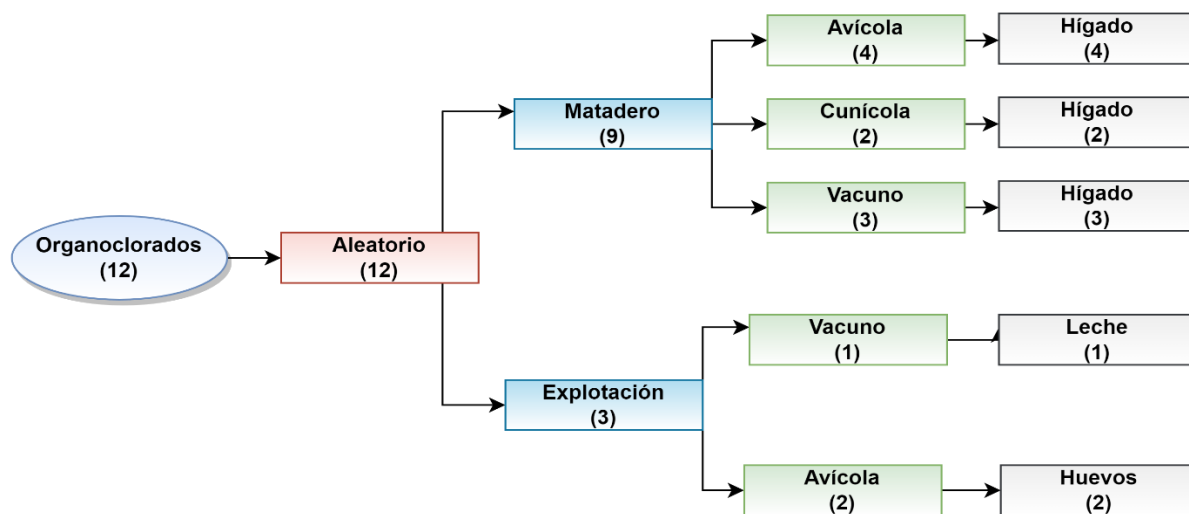 Organoclorados
(12)
Aleatorio
(12)
Matadero
(9)
Avícola
(4)
Hígado
(4)
Cunícola
(2)
Hígado
(2)
Vacuno
(3)
Hígado
(3)
Explotación
(3)
Vacuno
(1)
Leche
(1)
Avícola
(2)
Huevos
(2)